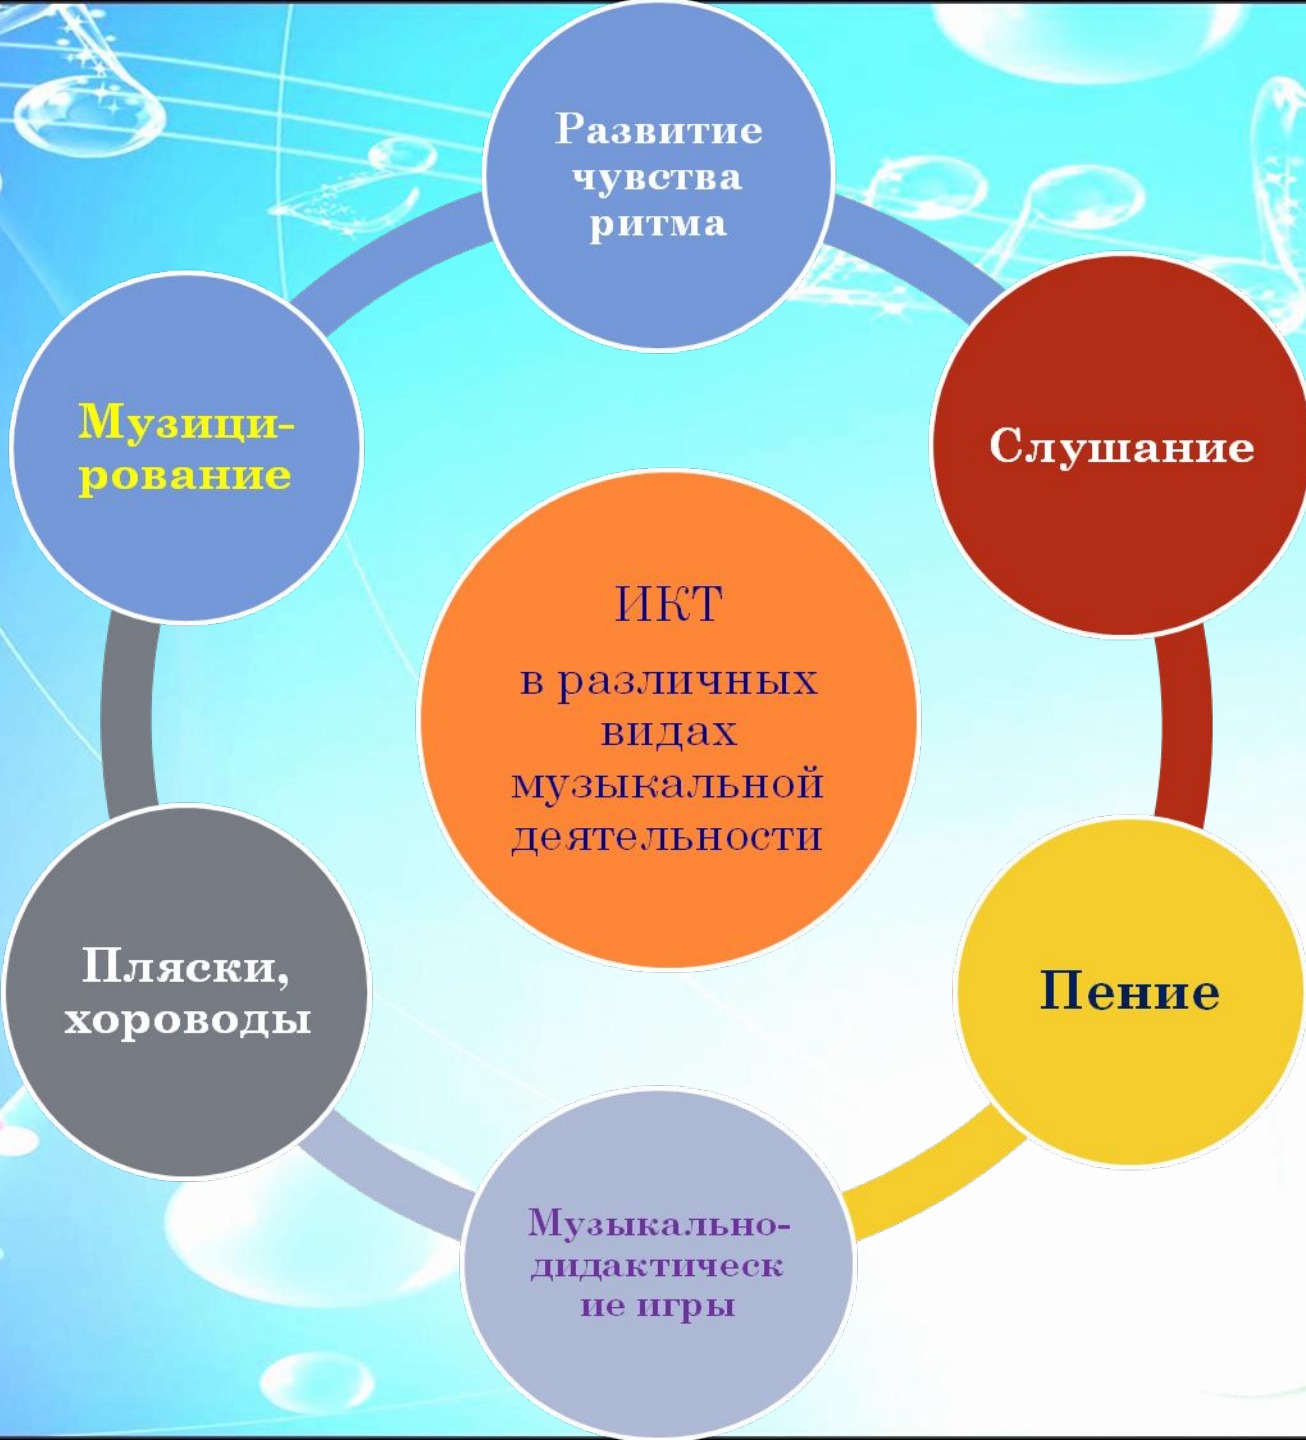 Развитие
чувства
ритма
Слушание
Пение
Музыкально-
дидактическ
ие игры
Пляски,
хороводы
Музици-
рование
ИКТ
в различных
видах
музыкальной
деятельности